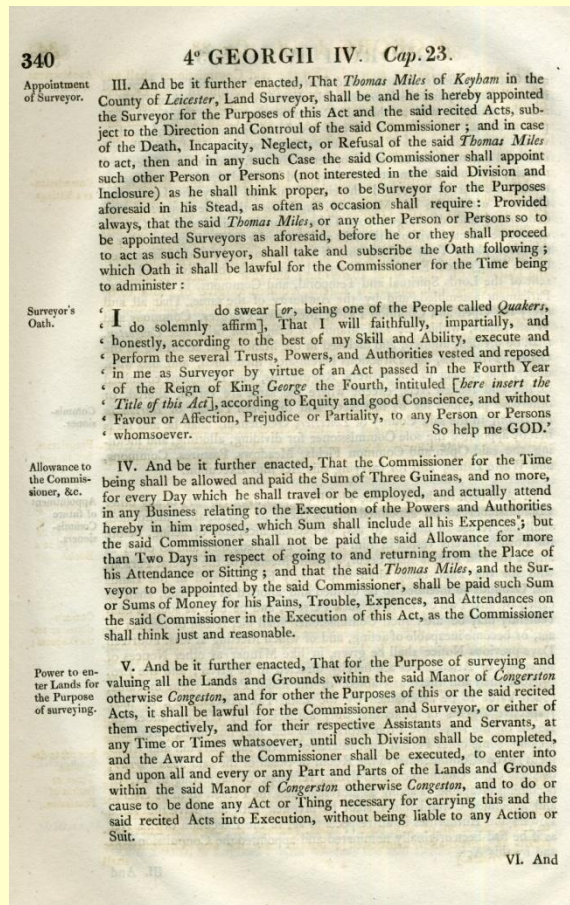 340
4º GEORGII IV. Cap.23.
Appointment
of Surveyor.
III. And be it further enacted, That Thomas Miles of Keyham in the
County of Leicester, Land Surveyor, shall be and he is hereby appointed
the Surveyor for the Purposes of this Act and the said recited Acts, sub-
ject to the Direction and Controul of the said Commissioner ; and in case
of the Death, Incapacity, Neglect, or Refusal of the said Thomas Miles
to act, then and in any such Case the said Commissioner shall appoint
such other Person or Persons (not interested in the said Division and
Inclosure) as he shall think proper, to be Surveyor for the Purposes
aforesaid in his Stead, as often as occasion shall require : Provided
always, that the said Thomas Miles, or any other Person or Persons so to
be appointed Surveyors as aforesaid, before he or they shall proceed
to act as such Surveyor, shall take and subscribe the Oath following ;
which Oath it shall be lawful for the Commissioner for the Time being
to administer :
Surveyor's
Oath.
‘ I do swear [or, being one of the People called Quakers,
‘ do solemnly affirm], That I will faithfully, impartially, and
‘ honestly, according to the best of my Skill and Ability, execute and
‘ perform the several Trusts, Powers, and Authorities vested and reposed
‘ in me as Surveyor by virtue of an Act passed in the Fourth Year
‘ of the Reign of King George the Fourth, intituled [here insert the
‘ Title of this Act], according to Equity and good Conscience, and without
‘ Favour or Affection, Prejudice or Partiality, to any Person or Persons
‘ whomsoever. So help me GOD.’
Allowance to
the Commis-
sioner, &c.
IV. And be it further enacted, That the Commissioner for the Time
being shall be allowed and paid the Sum of Three Guineas, and no more,
for every Day which he shall travel or be employed, and actually attend
in any Business relating to the Execution of the Powers and Authorities
hereby in him reposed, which Sum shall include all his Expences ; but
the said Commissioner shall not be paid the said Allowance for more
than Two Days in respect of going to and returning from the Place of
his Attendance or Sitting ; and that the said Thomas Miles, and the Sur-
veyor to be appointed by the said Commissioner, shall be paid such Sum
or Sums of Money for his Pains, Trouble, Expences, and Attendances on
the said Commissioner in the Execution of this Act, as the Commissioner
shall think just and reasonable.
Power to en-
ter Lands for
the Purpose
of surveying.
V. And be it further enacted, That for the Purpose of surveying and
valuing all the Lands and Grounds within the said Manor of Congerston
otherwise Congeston, and for other the Purposes of this or the said recited
Acts, it shall be lawful for the Commissioner and Surveyor, or either of
them respectively, and for their respective Assistants and Servants, at
any Time or Times whatsoever, until such Division shall be completed,
and the Award of the Commissioner shall be executed, to enter into
and upon all and every or any Part and Parts of the Lands and Grounds
within the said Manor of Congerston otherwise Congeston, and to do or
cause to be done any Act or Thing necessary for carrying this and the
said recited Acts into Execution, without being liable to any Action or
Suit.
VI. And